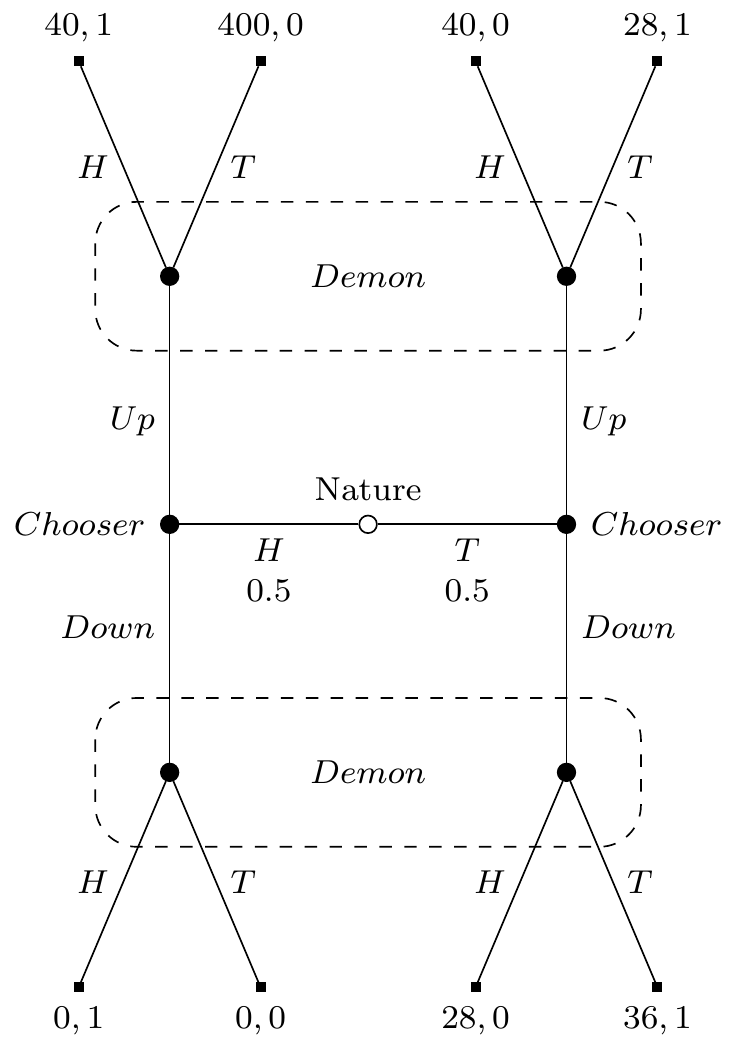 40, 1 400, 0 40, 0 28, 1
H T H T
Demon
Up Up
Nature
Chooser Chooser
H T
0.5 0.5
Down Down
Demon
H T H T
0, 1 0, 0 28, 0 36, 1